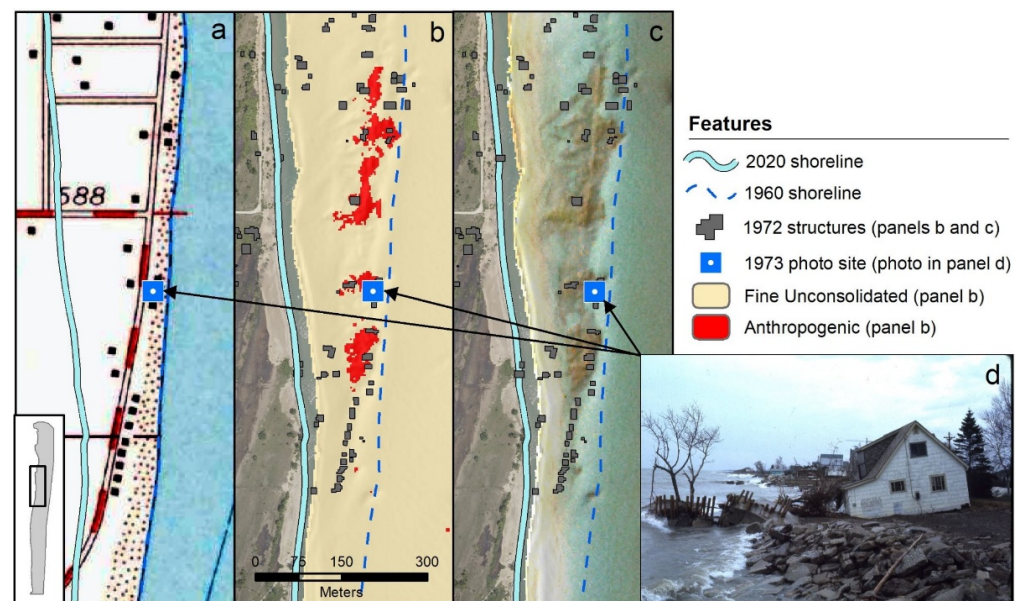 a
588
b
0 75 150 300
Meters
c
Features
2020 shoreline
1960 shoreline
1972 structures (panels b and c)
1973 photo site (photo in panel d)
Fine Unconsolidated (panel b)
Anthropogenic (panel b)
d